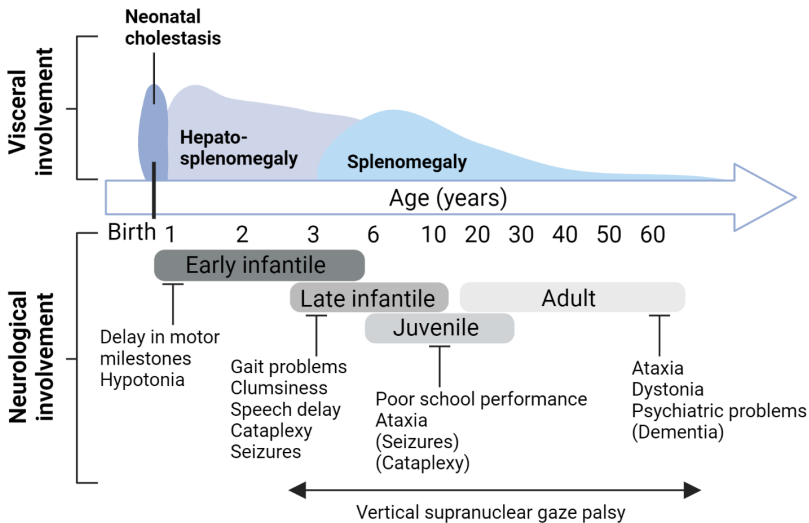 Neonatal
cholestasis
Visceral
involvement
Hepato-
splenomegaly
Splenomegaly
Age (years)
Birth 1 2 3 6 10 20 30 40 50 60
Early infantile
Late infantile
Adult
Juvenile
Neurological
involvement
Delay in motor
milestones
Hypotonia
Gait problems
Clumsiness
Speech delay
Cataplexy
Seizures
Poor school performance
Ataxia
(Seizures)
(Cataplexy)
Ataxia
Dystonia
Psychiatric problems
(Dementia)
Vertical supranuclear gaze palsy